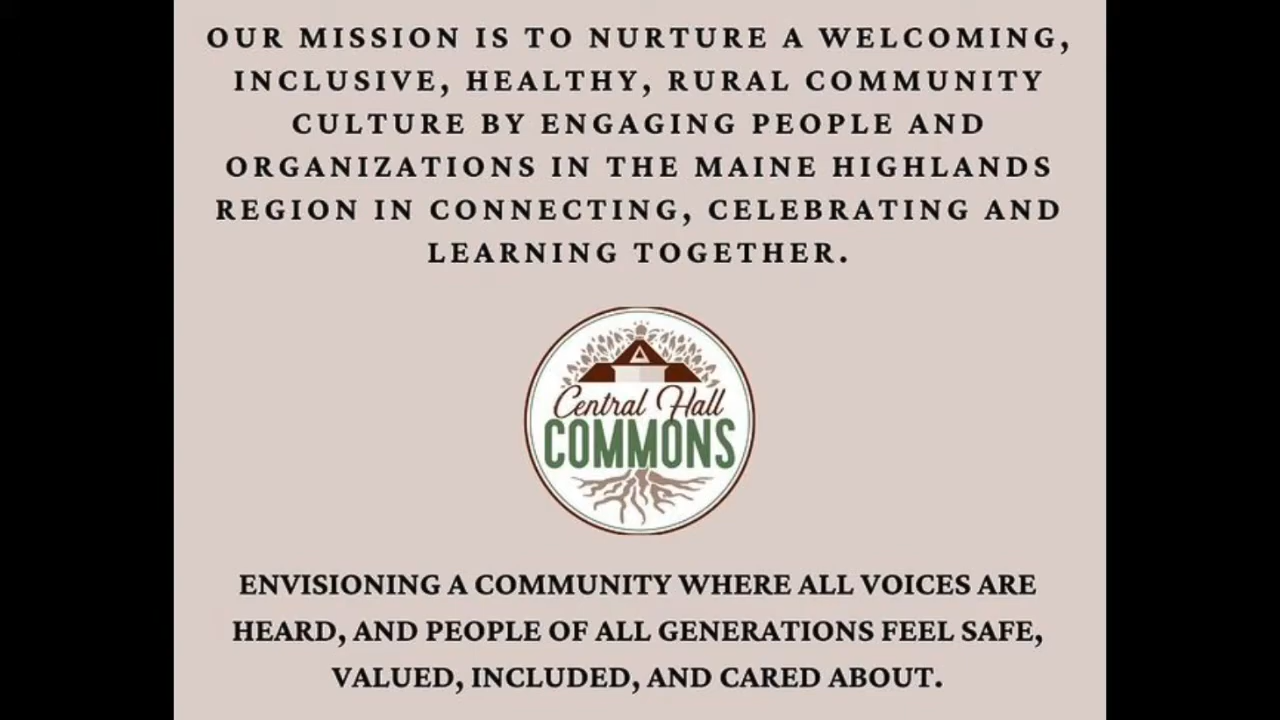 OUR MISSION IS TO NURTURE A WELCOMING,
INCLUSIVE, HEALTHY, RURAL COMMUNITY
CULTURE BY ENGAGING PEOPLE AND
ORGANIZATIONS IN THE MAINE HIGHLANDS
REGION IN CONNECTING, CELEBRATING AND
LEARNING TOGETHER.
Central Hall
COMMONS
ENVISIONING A COMMUNITY WHERE ALL VOICES ARE
HEARD, AND PEOPLE OF ALL GENERATIONS FEEL SAFE,
VALUED, INCLUDED, AND CARED ABOUT.